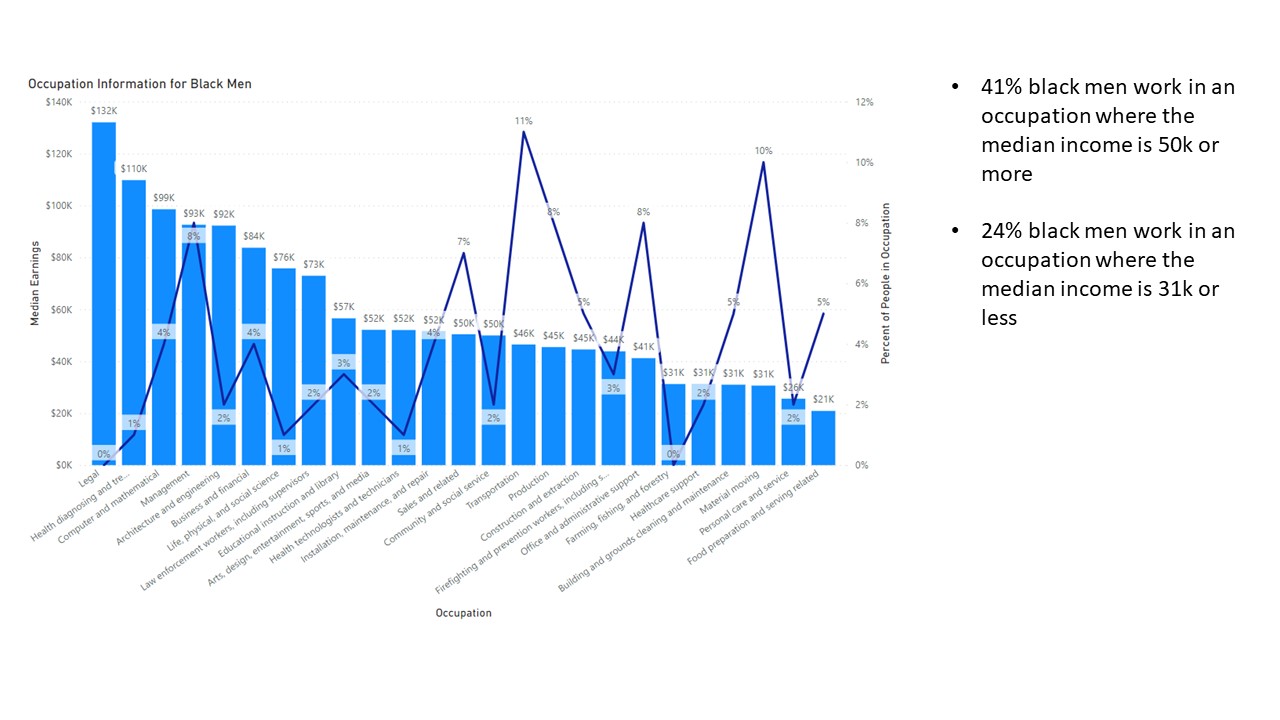 Occupation Information for Black Men
$140K
$120K
$100K
$80K
$60K
$40K
$20K
$0K
Median Earnings
12%
10%
8%
6%
4%
2%
0%
Percent of People in Occupation
$132K
$110K
$99K
$93K
$92K
$84K
$76K
$73K
$57K
$52K
$52K
$52K
$50K
$50K
$46K
$45K
$45K
$44K
$41K
$31K
$31K
$31K
$31K
$26K
$21K
0%
1%
4%
8%
2%
4%
1%
2%
3%
2%
1%
4%
7%
2%
11%
8%
5%
3%
8%
0%
2%
5%
10%
2%
5%
Legal
Health diagnosing and tre...
Computer and mathematical
Management
Architecture and engineering
Business and financial
Life, physical, and social science
Law enforcement workers, including supervisors
Educational instruction and library
Arts, design, entertainment, sports, and media
Health technologists and technicians
Installation, maintenance, and repair
Sales and related
Community and social service
Transportation
Production
Construction and extraction
Firefighting and prevention workers, including s...
Office and administrative support
Farming, fishing, and forestry
Healthcare support
Building and grounds cleaning and maintenance
Material moving
Personal care and service
Food preparation and serving related
Occupation
• 41% black men work in an
occupation where the
median income is 50k or
more
• 24% black men work in an
occupation where the
median income is 31k or
less